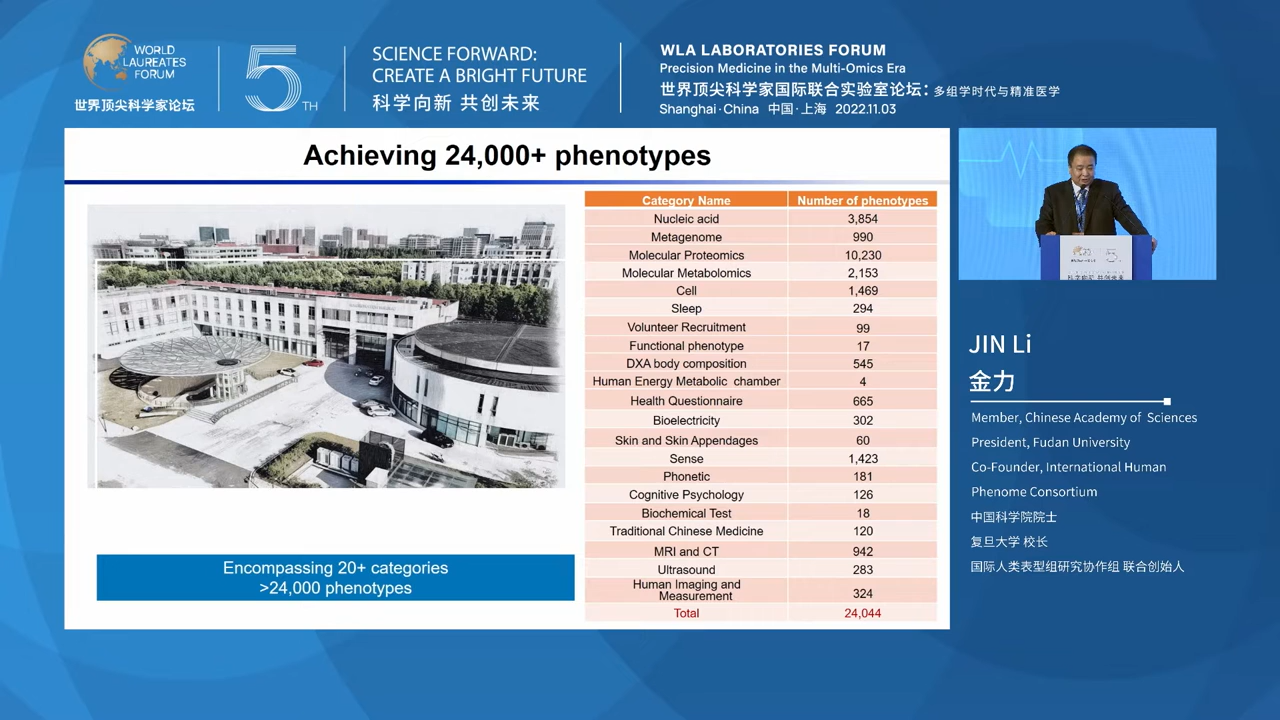 WORLD
LAUREATES
FORUM
世界顶尖科学家论坛
5TH
SCIENCE FORWARD:
CREATE A BRIGHT FUTURE
科学向新 共创未来
WLA LABORATORIES FORUM
Precision Medicine in the Multi-Omics Era
世界顶尖科学家国际联合实验室论坛：多组学时代与精准医学
Shanghai·China 中国·上海 2022.11.03
Achieving 24,000+ phenotypes
Category Name Number of phenotypes
Nucleic acid 3,854
Metagenome 990
Molecular Proteomics 10,230
Molecular Metabolomics 2,153
Cell 1,469
Sleep 294
Volunteer Recruitment 99
Functional phenotype 17
DXA body composition 545
Human Energy Metabolic chamber 4
Health Questionnaire 665
Bioelectricity 302
Skin and Skin Appendages 60
Sense 1,423
Phonetic 181
Cognitive Psychology 126
Biochemical Test 18
Traditional Chinese Medicine 120
MRI and CT 942
Ultrasound 283
Human Imaging and
Measurement 324
Total 24,044
Encompassing 20+ categories
>24,000 phenotypes
科学向新 共创未来
JIN Li
金力
Member, Chinese Academy of Sciences
President, Fudan University
Co-Founder, International Human
Phenome Consortium
中国科学院院士
复旦大学 校长
国际人类表型组研究协作组 联合创始人